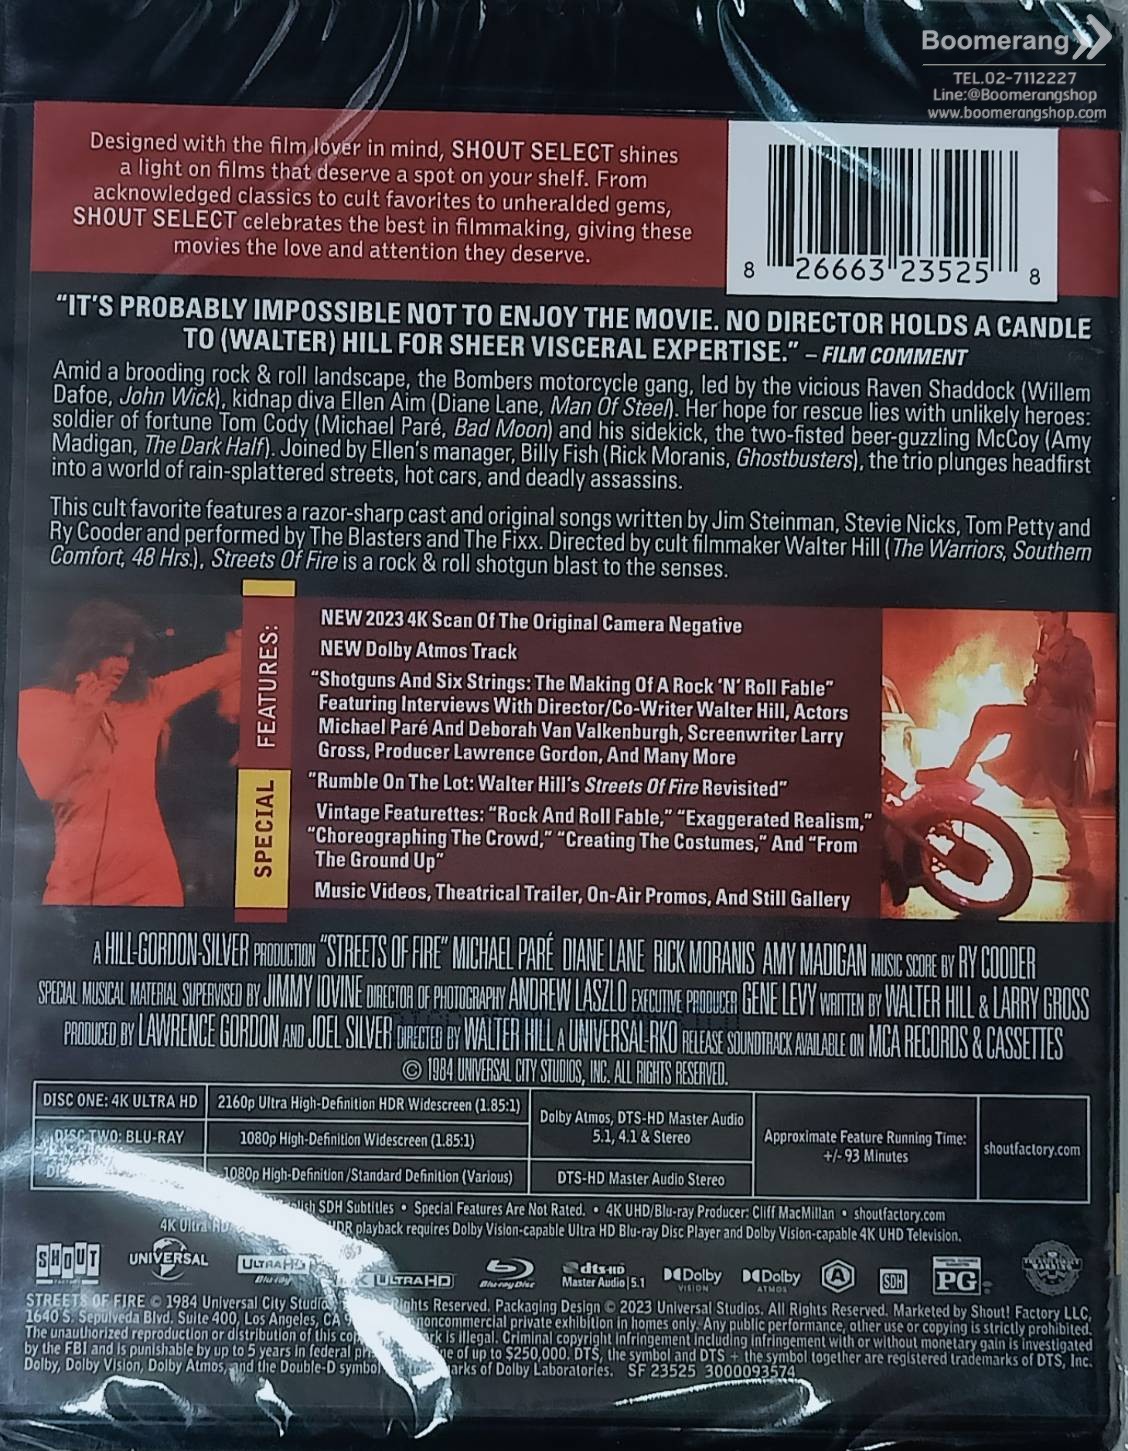 Boomerang
TEL.02-7112227
Line:@Boomerangshop
www.boomerangshop.com
Designed with the film lover in mind, SHOUT SELECT shines
a light on films that deserve a spot on your shelf. From
acknowledged classics to cult favorites to unheralded gems,
SHOUT SELECT celebrates the best in filmmaking, giving these
movies the love and attention they deserve.
8 26663 23525 8
"IT'S PROBABLY IMPOSSIBLE NOT TO ENJOY THE MOVIE. NO DIRECTOR HOLDS A CANDLE
TO (WALTER) HILL FOR SHEER VISCERAL EXPERTISE." – FILM COMMENT
Amid a brooding rock & roll landscape, the Bombers motorcycle gang, led by the vicious Raven Shaddock (Willem
Dafoe, John Wick), kidnap diva Ellen Aim (Diane Lane, Man Of Steel). Her hope for rescue lies with unlikely heroes:
soldier of fortune Tom Cody (Michael Paré, Bad Moon) and his sidekick, the two-fisted beer-guzzling McCoy (Amy
Madigan, The Dark Half). Joined by Ellen's manager, Billy Fish (Rick Moranis, Ghostbusters), the trio plunges headfirst
into a world of rain-splattered streets, hot cars, and deadly assassins.
This cult favorite features a razor-sharp cast and original songs written by Jim Steinman, Stevie Nicks, Tom Petty and
Ry Cooder and performed by The Blasters and The Fixx. Directed by cult filmmaker Walter Hill (The Warriors, Southern
Comfort, 48 Hrs.), Streets Of Fire is a rock & roll shotgun blast to the senses.
SPECIAL FEATURES:
NEW 2023 4K Scan Of The Original Camera Negative
NEW Dolby Atmos Track
"Shotguns And Six Strings: The Making Of A Rock 'N' Roll Fable"
Featuring Interviews With Director/Co-Writer Walter Hill, Actors
Michael Paré And Deborah Van Valkenburgh, Screenwriter Larry
Gross, Producer Lawrence Gordon, And Many More
"Rumble On The Lot: Walter Hill's Streets Of Fire Revisited"
Vintage Featurettes: "Rock And Roll Fable," "Exaggerated Realism,"
"Choreographing The Crowd," "Creating The Costumes," And "From
The Ground Up"
Music Videos, Theatrical Trailer, On-Air Promos, And Still Gallery
A HILL-GORDON-SILVER PRODUCTION "STREETS OF FIRE" MICHAEL PARÉ DIANE LANE RICK MORANIS AMY MADIGAN MUSIC SCORE BY RY COODER
SPECIAL MUSICAL MATERIAL SUPERVISED BY JIMMY IOVINE DIRECTOR OF PHOTOGRAPHY ANDREW LASZLO EXECUTIVE PRODUCER GENE LEVY WRITTEN BY WALTER HILL & LARRY GROSS
PRODUCED BY LAWRENCE GORDON AND JOEL SILVER DIRECTED BY WALTER HILL A UNIVERSAL-RKO RELEASE SOUNDTRACK AVAILABLE ON MCA RECORDS & CASSETTES
© 1984 UNIVERSAL CITY STUDIOS, INC. ALL RIGHTS RESERVED.
DISC ONE: 4K ULTRA HD 2160p Ultra High-Definition HDR Widescreen (1.85:1)
DISC TWO: BLU-RAY 1080p High-Definition Widescreen (1.85:1)
1080p High-Definition/Standard Definition (Various)
Dolby Atmos, DTS-HD Master Audio
5.1, 4.1 & Stereo
DTS-HD Master Audio Stereo
Approximate Feature Running Time:
+/- 93 Minutes
shoutfactory.com
SDH Subtitles • Special Features Are Not Rated. • 4K UHD/Blu-ray Producer: Cliff MacMillan • shoutfactory.com
4K Ultra HD playback requires Dolby Vision-capable Ultra HD Blu-ray Disc Player and Dolby Vision-capable 4K UHD Television.
SHOUT FACTORY UNIVERSAL ULTRA HD Blu-ray ULTRA HD Blu-ray Disc dts-HD Master Audio 5.1 Dolby VISION Dolby ATMOS A SDH PG
STREETS OF FIRE © 1984 Universal City Studio Rights Reserved. Packaging Design © 2023 Universal Studios. All Rights Reserved. Marketed by Shout! Factory LLC,
1640 S. Sepulveda Blvd. Suite 400, Los Angeles, CA noncommercial private exhibition in homes only. Any public performance, other use or copying is strictly prohibited.
The unauthorized reproduction or distribution of this is illegal. Criminal copyright infringement including infringement with or without monetary gain is investigated
by the FBI and is punishable by up to 5 years in federal of up to $250,000. DTS, the symbol and DTS + the symbol together are registered trademarks of DTS, Inc.
Dolby, Dolby Vision, Dolby Atmos, and the Double-D symbol of Dolby Laboratories. SF 23525 3000093574